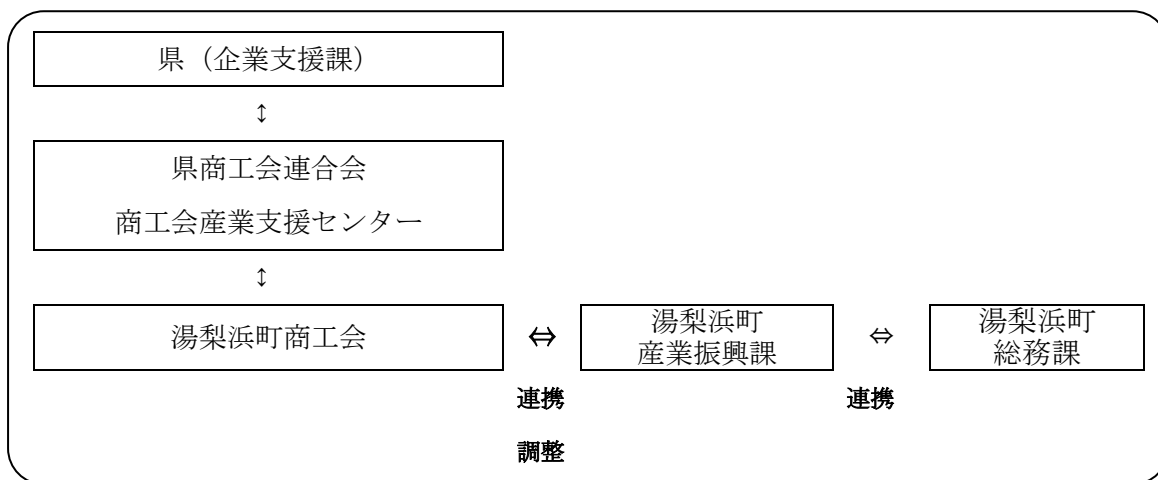 県（企業支援課）
↕
県商工会連合会
商工会産業支援センター
↕
湯梨浜町商工会 ⇔ 湯梨浜町 産業振興課 ⇔ 湯梨浜町 総務課
連携 連携
調整